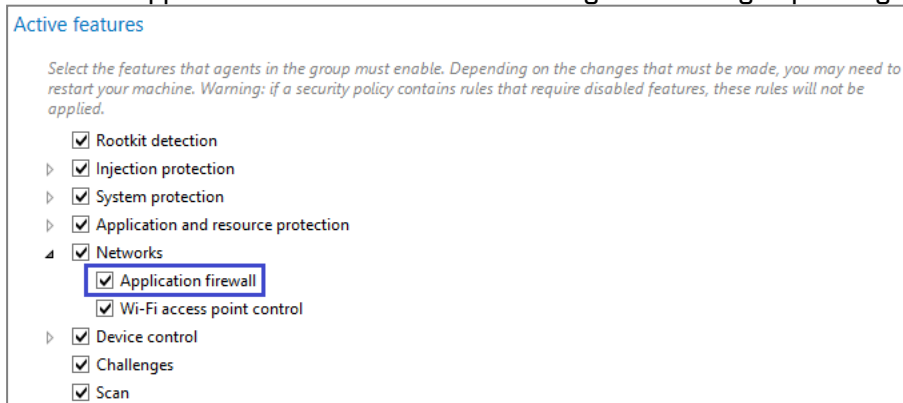 Active features
Select the features that agents in the group must enable. Depending on the changes that must be made, you may need to
restart your machine. Warning: if a security policy contains rules that require disabled features, these rules will not be
applied.
Rootkit detection
Injection protection
System protection
Application and resource protection
Networks
Application firewall
Wi-Fi access point control
Device control
Challenges
Scan